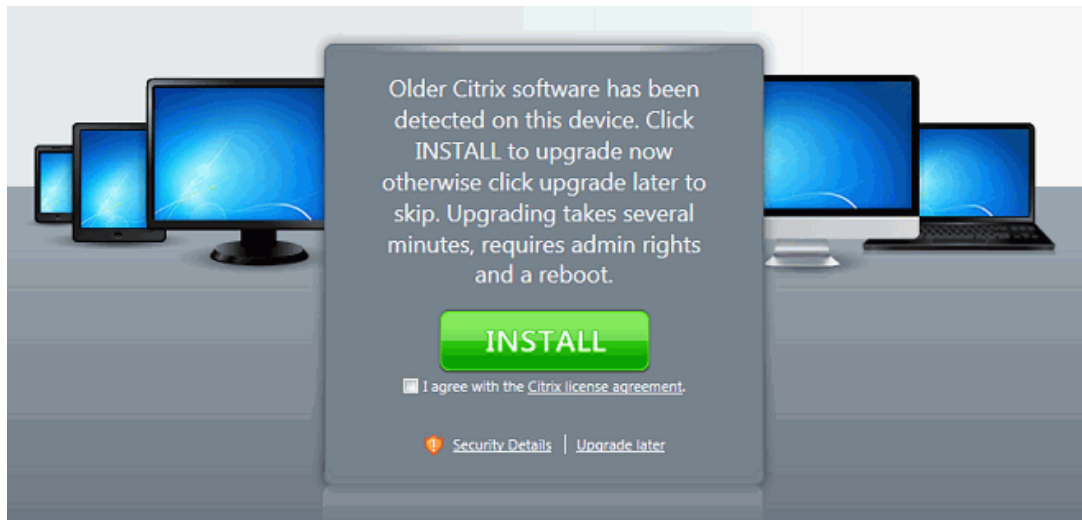 Older Citrix software has been
detected on this device. Click
INSTALL to upgrade now
otherwise click upgrade later to
skip. Upgrading takes several
minutes, requires admin rights
and a reboot.
INSTALL
I agree with the Citrix license agreement.
Security Details | Upgrade later